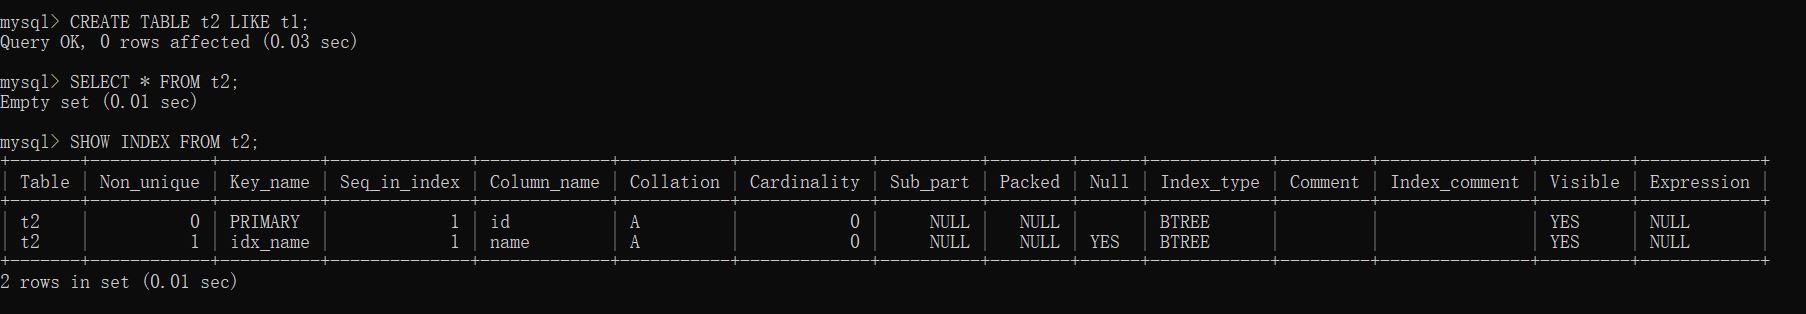 mysql> CREATE TABLE t2 LIKE t1;
Query OK, 0 rows affected (0.03 sec)
mysql> SELECT * FROM t2;
Empty set (0.01 sec)
mysql> SHOW INDEX FROM t2;
+-------+------------+----------+--------------+-------------+-----------+-------------+----------+--------+------+------------+---------+---------------+---------+------------+
| Table | Non_unique | Key_name | Seq_in_index | Column_name | Collation | Cardinality | Sub_part | Packed | Null | Index_type | Comment | Index_comment | Visible | Expression |
+-------+------------+----------+--------------+-------------+-----------+-------------+----------+--------+------+------------+---------+---------------+---------+------------+
| t2    |          0 | PRIMARY  |            1 | id          | A         |           0 |     NULL |   NULL |      | BTREE      |         |               | YES     | NULL       |
| t2    |          1 | idx_name |            1 | name        | A         |           0 |     NULL |   NULL | YES  | BTREE      |         |               | YES     | NULL       |
+-------+------------+----------+--------------+-------------+-----------+-------------+----------+--------+------+------------+---------+---------------+---------+------------+
2 rows in set (0.01 sec)